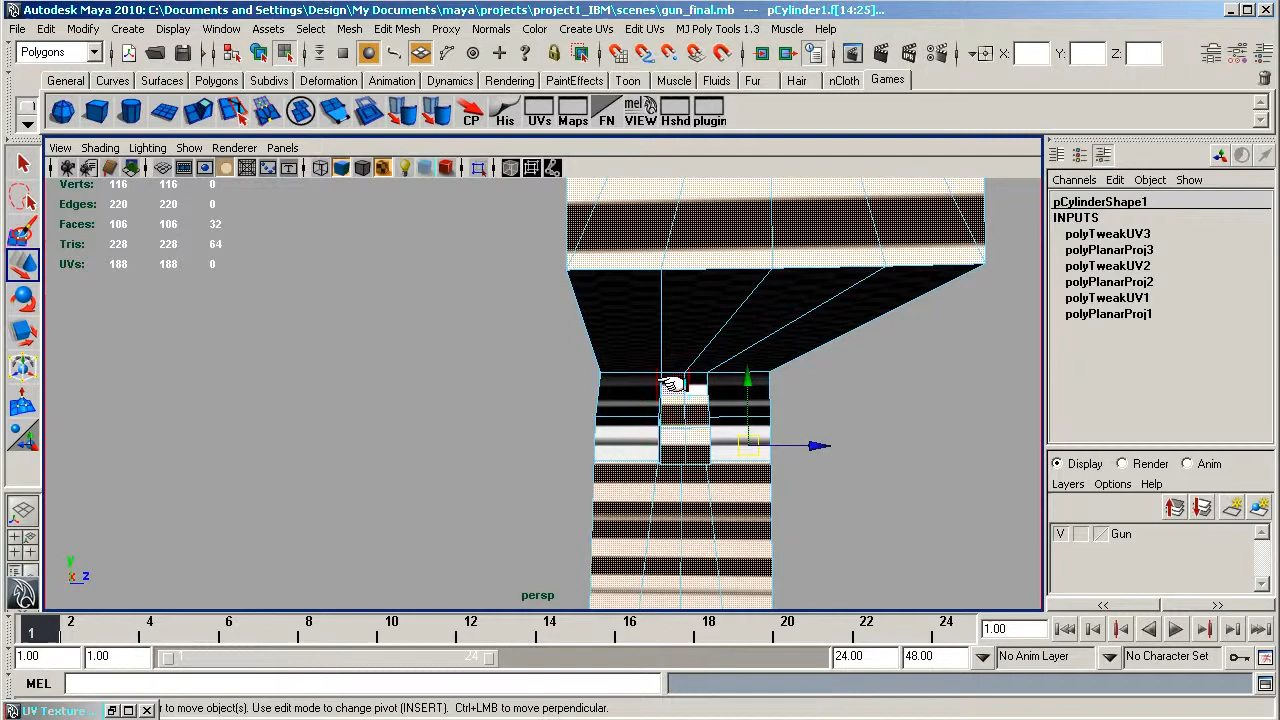 Autodesk Maya 2010: C:\Documents and Settings\Design\My Documents\maya\projects\project1_IBM\scenes\gun_final.mb --- pCylinder1.f[14:25]...
File Edit Modify Create Display Window Assets Select Mesh Edit Mesh Proxy Normals Color Create UVs Edit UVs MJ Poly Tools 1.3 Muscle Help
Polygons X: Y: Z:
General Curves Surfaces Polygons Subdivs Deformation Animation Dynamics Rendering PaintEffects Toon Muscle Fluids Fur Hair nCloth Games
CP His UVs Maps FN mel VIEW Hshd plugin
View Shading Lighting Show Renderer Panels
Verts: 116 116 0
Edges: 220 220 0
Faces: 106 106 32
Tris: 228 228 64
UVs: 188 188 0
y
x z
persp
Channels Edit Object Show
pCylinderShape1
INPUTS
polyTweakUV3
polyPlanarProj3
polyTweakUV2
polyPlanarProj2
polyTweakUV1
polyPlanarProj1
Display Render Anim
Layers Options Help
V Gun
<< >>
1 2 4 6 8 10 12 14 16 18 20 22 24 1.00
1.00 1.00 1 24 24.00 48.00 No Anim Layer No Character Set
MEL
UV Texture ... to move object(s). Use edit mode to change pivot (INSERT). Ctrl+LMB to move perpendicular.